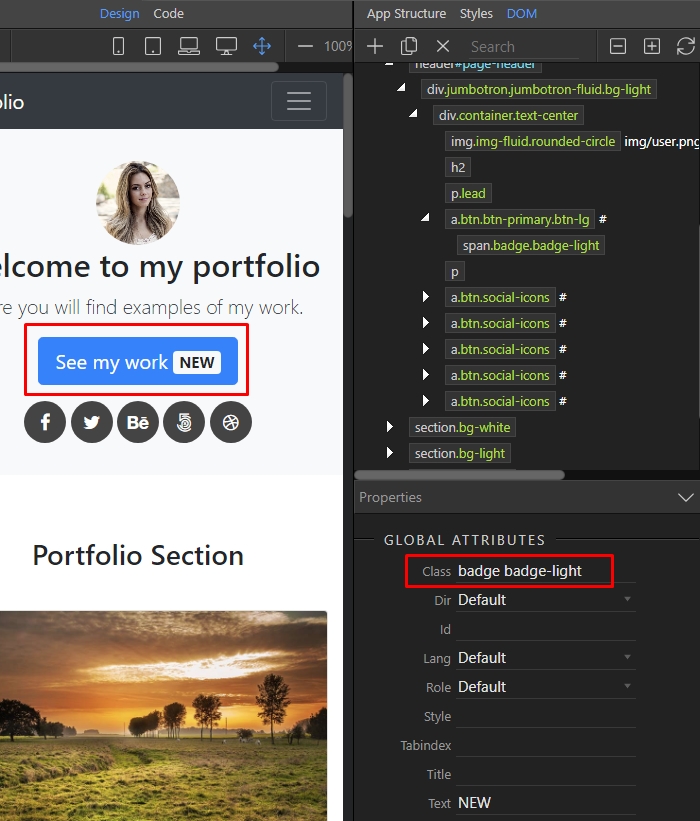 Design Code
App Structure Styles DOM
100%
Search
header#page-header
div.jumbotron.jumbotron-fluid.bg-light
div.container.text-center
img.img-fluid.rounded-circle img/user.png
h2
p.lead
a.btn.btn-primary.btn-lg #
span.badge.badge-light
p
a.btn.social-icons #
a.btn.social-icons #
a.btn.social-icons #
a.btn.social-icons #
a.btn.social-icons #
section.bg-white
section.bg-light
olio
elcome to my portfolio
re you will find examples of my work.
See my work NEW
f
Bē
5
Portfolio Section
Properties
GLOBAL ATTRIBUTES
Class badge badge-light
Dir Default
Id
Lang Default
Role Default
Style
Tabindex
Title
Text NEW